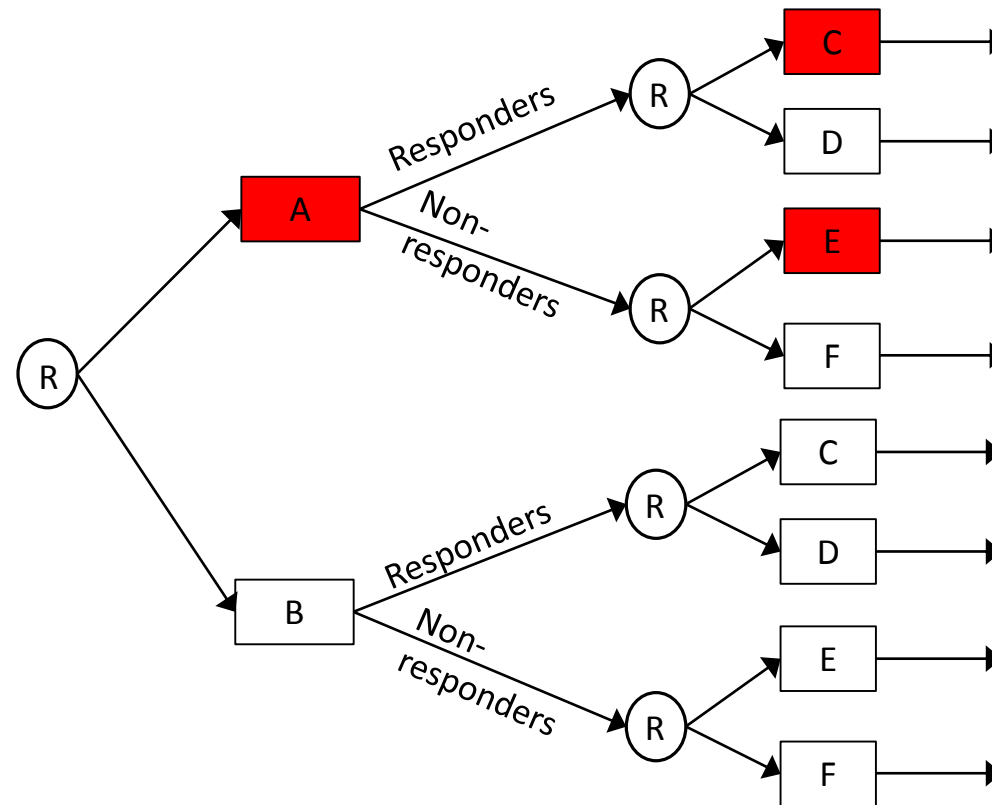 C
R
Responders
D
A
Non-
responders
E
R
F
R
C
R
Responders
D
B
Non-
responders
E
R
F